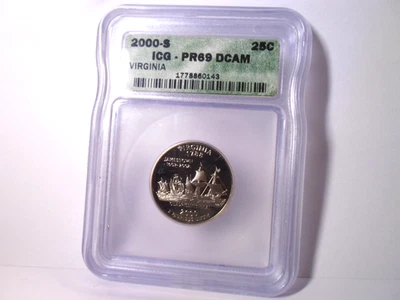 2000-S 25C
ICG - PR69 DCAM
VIRGINIA
1778860143
VIRGINIA
1788
JAMESTOWN
1607-2007
2000